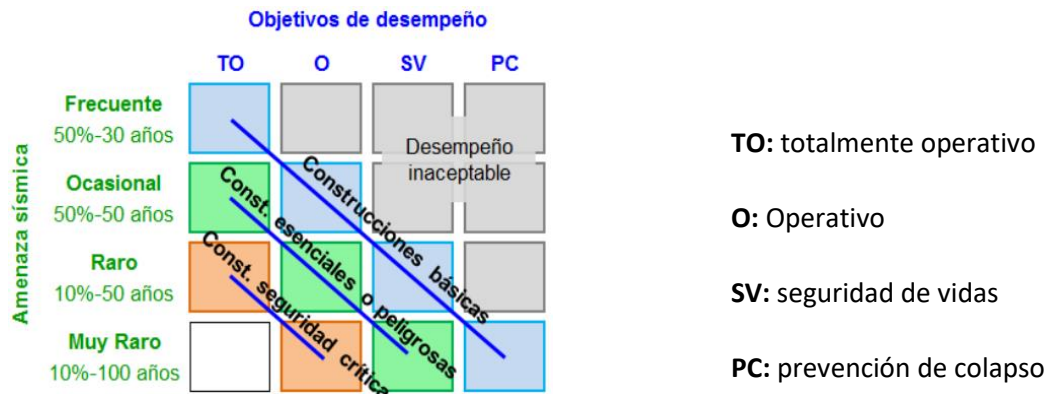 Objetivos de desempeño
TO O SV PC
Amenaza sísmica
Frecuente
50%-30 años
Ocasional
50%-50 años
Raro
10%-50 años
Muy Raro
10%-100 años
Desempeño
inaceptable
Construcciones básicas
Const. esenciales o peligrosas
Const. seguridad crítica
TO: totalmente operativo
O: Operativo
SV: seguridad de vidas
PC: prevención de colapso